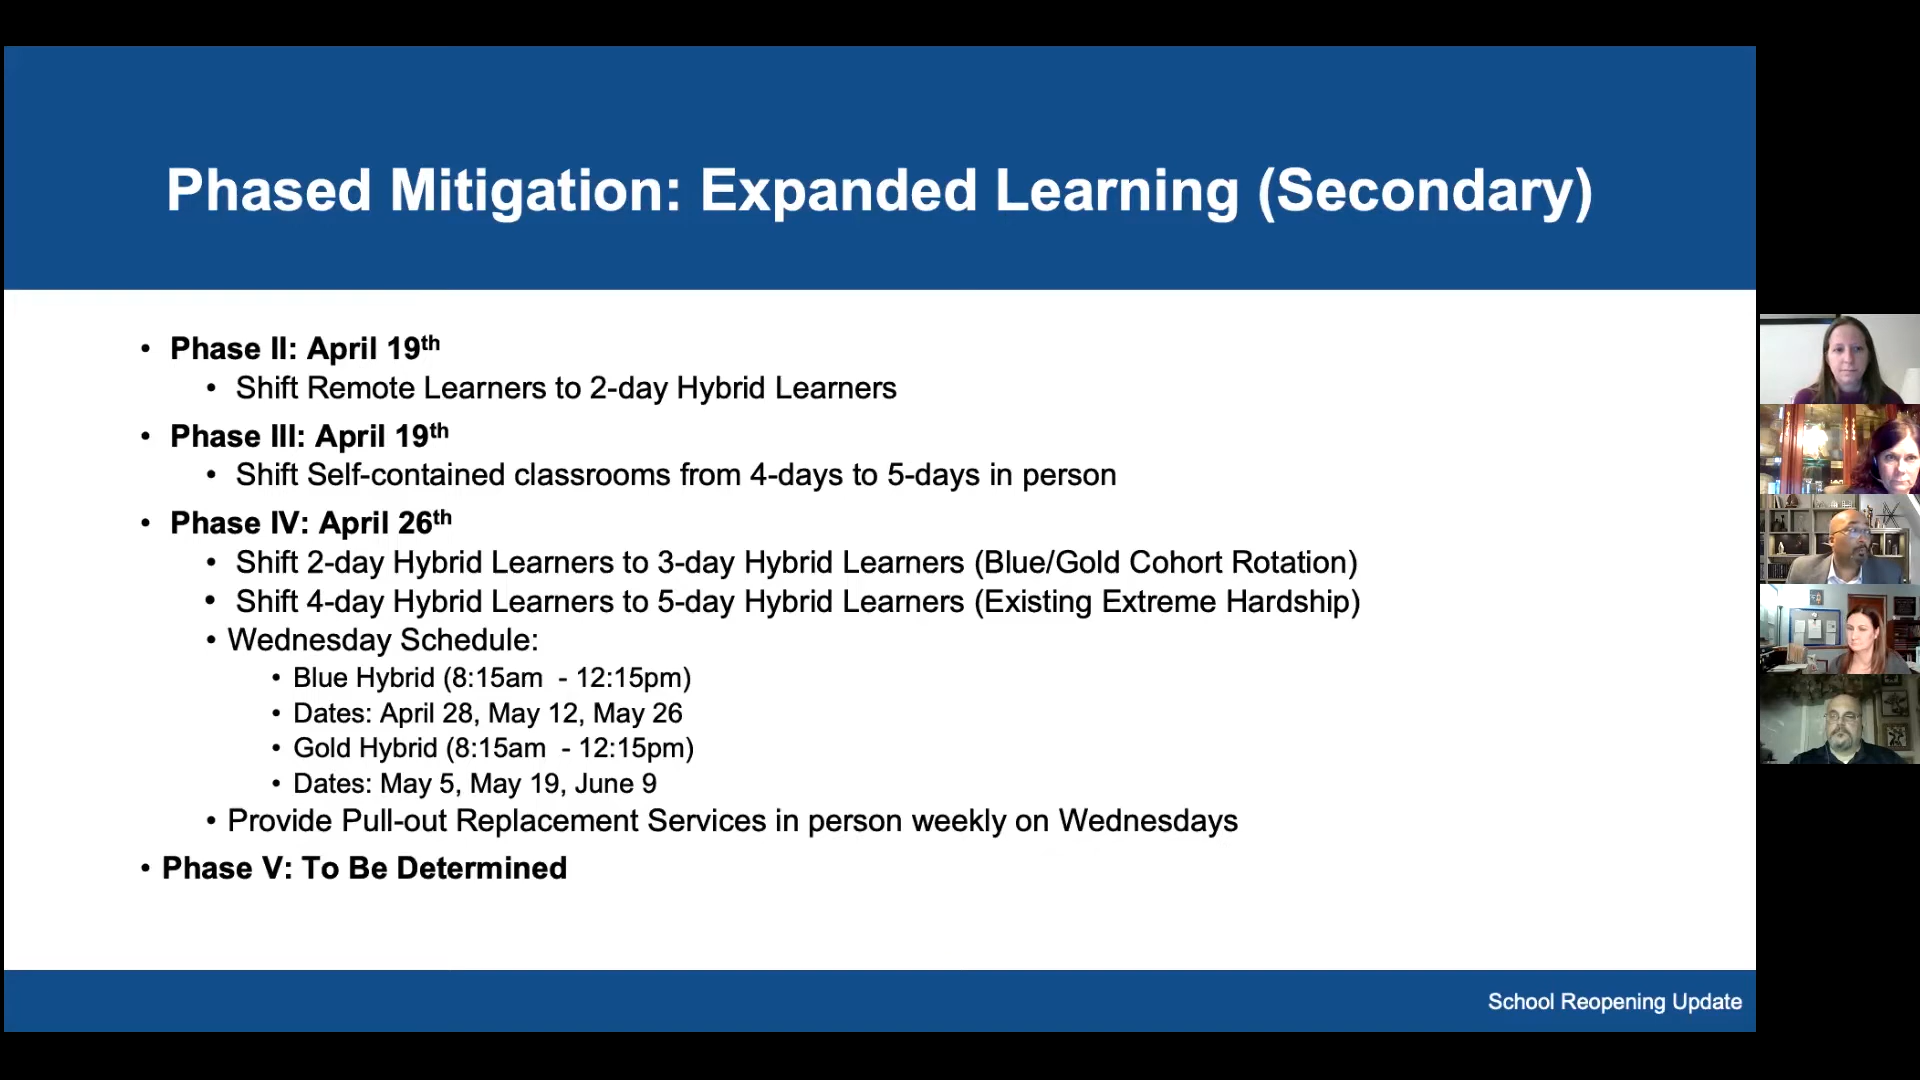 Phased Mitigation: Expanded Learning (Secondary)
• Phase II: April 19th
• Shift Remote Learners to 2-day Hybrid Learners
• Phase III: April 19th
• Shift Self-contained classrooms from 4-days to 5-days in person
• Phase IV: April 26th
• Shift 2-day Hybrid Learners to 3-day Hybrid Learners (Blue/Gold Cohort Rotation)
• Shift 4-day Hybrid Learners to 5-day Hybrid Learners (Existing Extreme Hardship)
• Wednesday Schedule:
• Blue Hybrid (8:15am - 12:15pm)
• Dates: April 28, May 12, May 26
• Gold Hybrid (8:15am - 12:15pm)
• Dates: May 5, May 19, June 9
• Provide Pull-out Replacement Services in person weekly on Wednesdays
• Phase V: To Be Determined
School Reopening Update